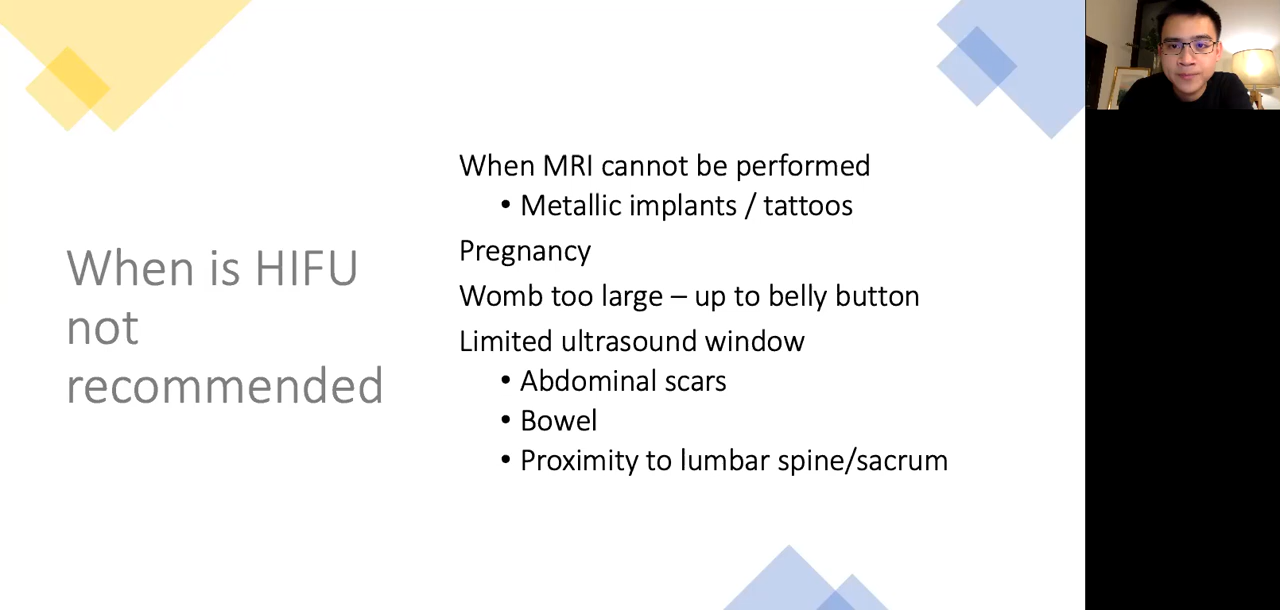 When is HIFU
not
recommended
When MRI cannot be performed
• Metallic implants / tattoos
Pregnancy
Womb too large – up to belly button
Limited ultrasound window
• Abdominal scars
• Bowel
• Proximity to lumbar spine/sacrum